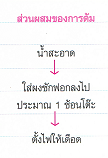 ส่วนผสมของการต้ม
น้ำสะอาด
ใส่ผงซักฟอกลงไป
ประมาณ 1 ช้อนโต๊ะ
ตั้งไฟให้เดือด